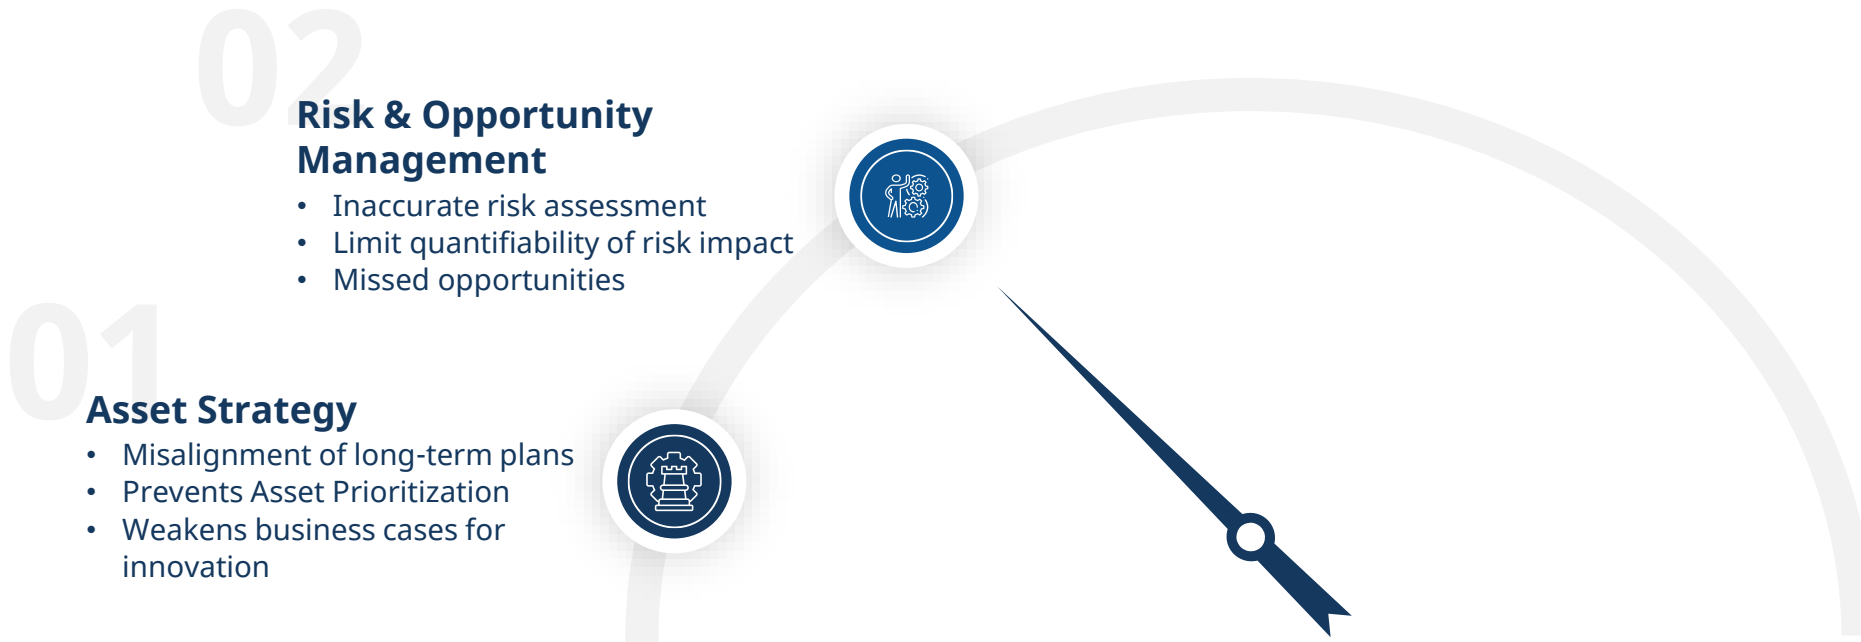 02
Risk & Opportunity
Management
• Inaccurate risk assessment
• Limit quantifiability of risk impact
• Missed opportunities
01
Asset Strategy
• Misalignment of long-term plans
• Prevents Asset Prioritization
• Weakens business cases for
innovation